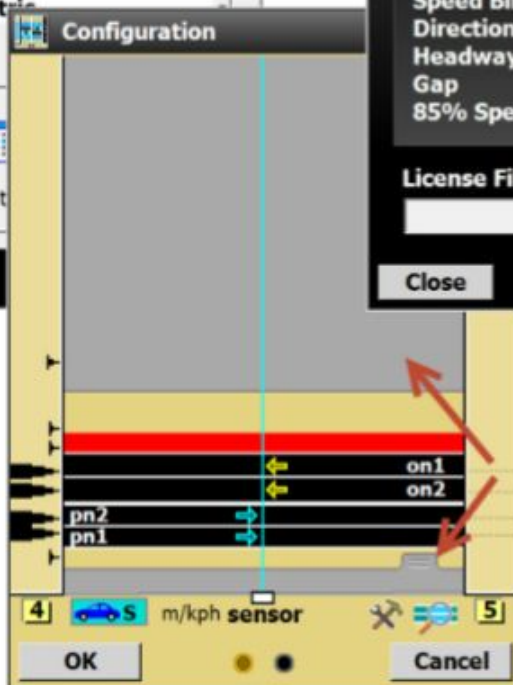 Configuration
Direction
Headway
Gap
85% Spe
License Fi
Close
on1
on2
pn2
pn1
4
S
m/kph
sensor
5
OK
Cancel